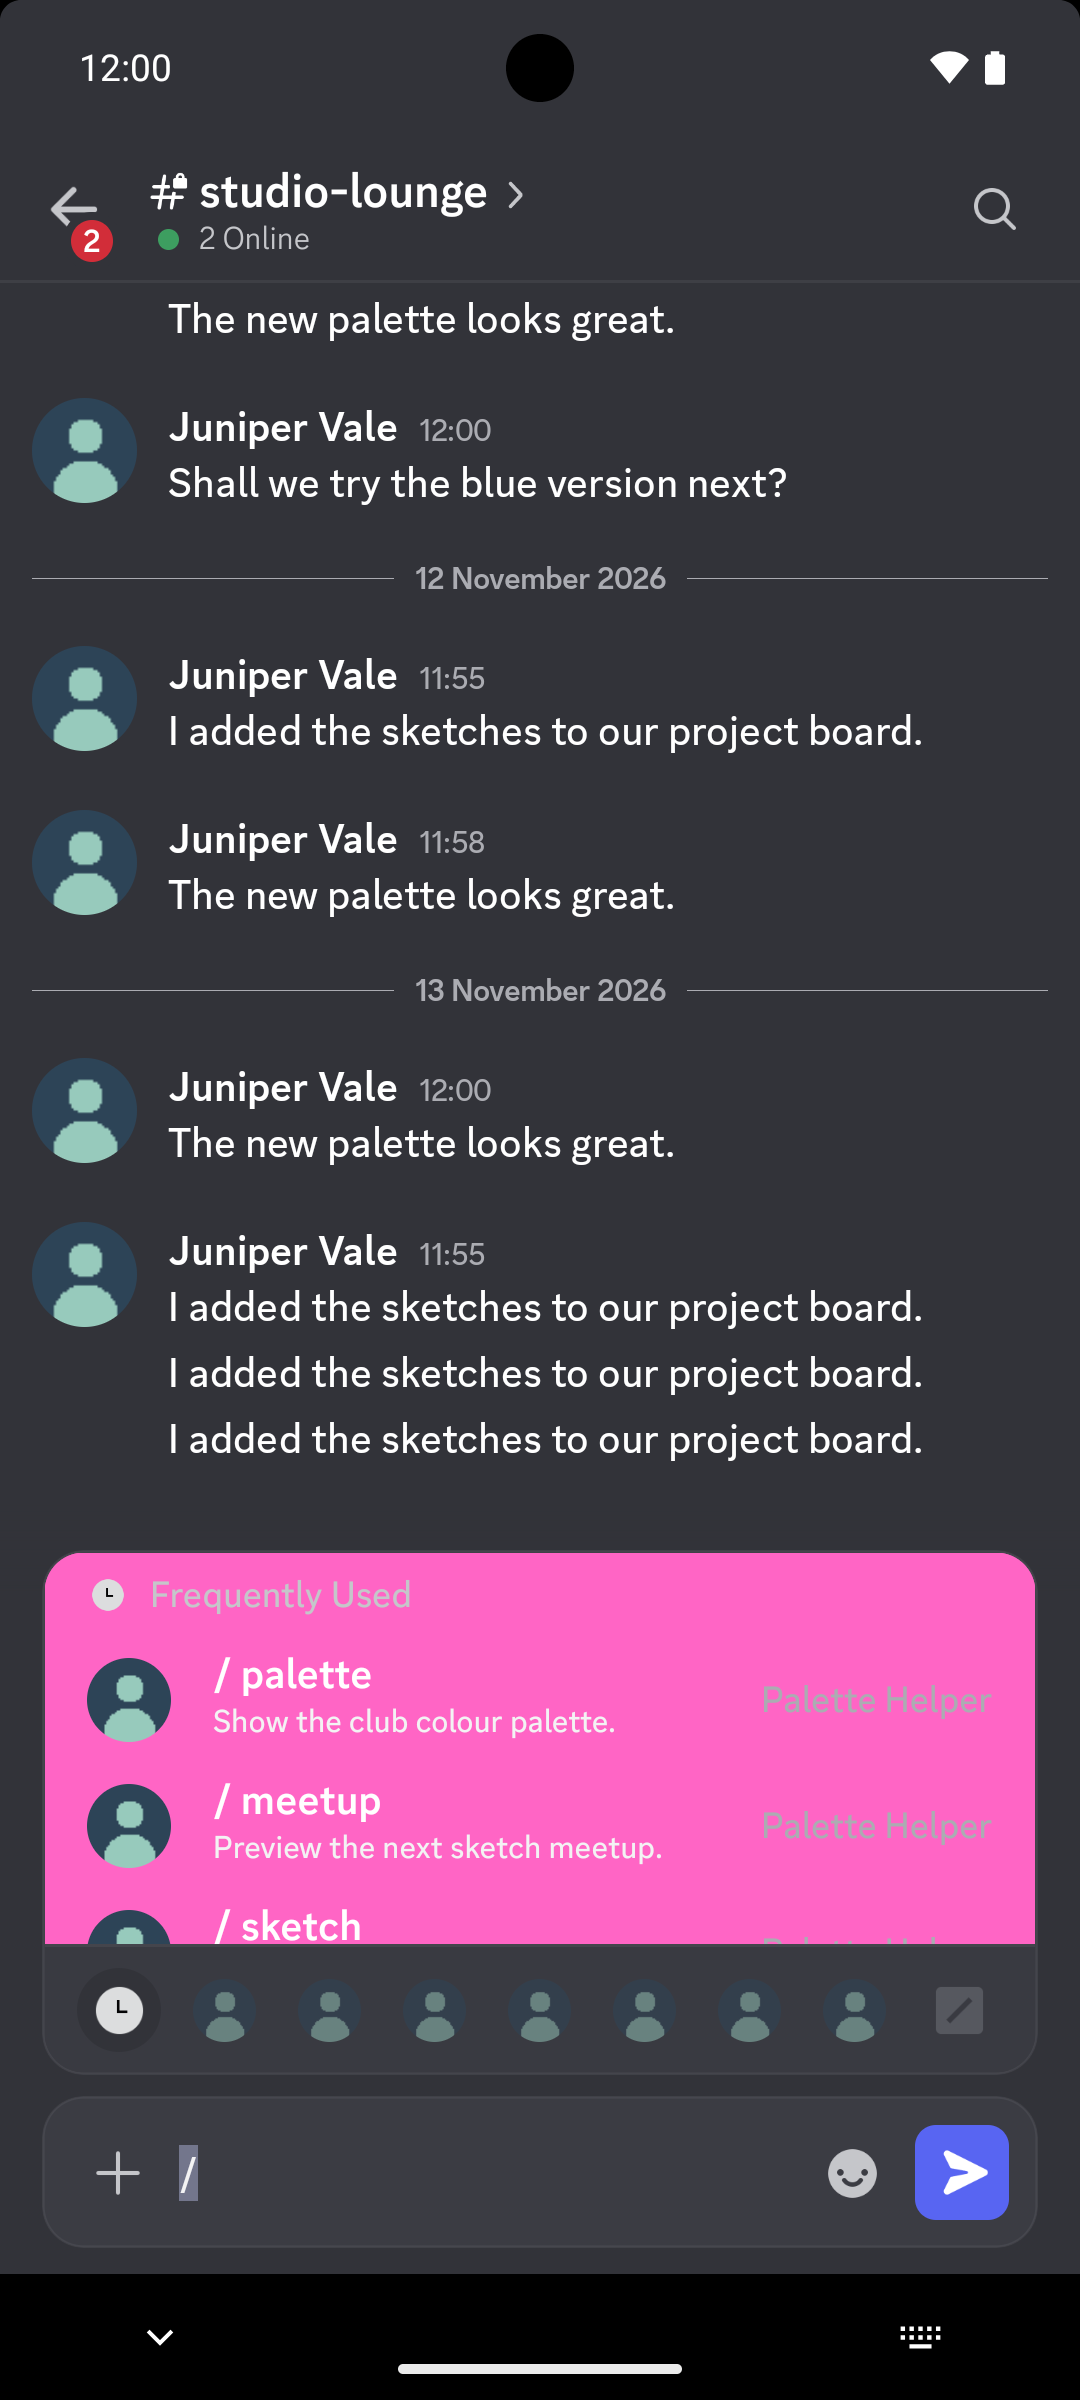 12:00
# studio-lounge
2
2 Online
The new palette looks great.
Juniper Vale 12:00
Shall we try the blue version next?
12 November 2026
Juniper Vale 11:55
I added the sketches to our project board.
Juniper Vale 11:58
The new palette looks great.
13 November 2026
Juniper Vale 12:00
The new palette looks great.
Juniper Vale 11:55
I added the sketches to our project board.
I added the sketches to our project board.
I added the sketches to our project board.
Frequently Used
/ palette
Show the club colour palette.
Palette Helper
/ meetup
Preview the next sketch meetup.
Palette Helper
/ sketch
/